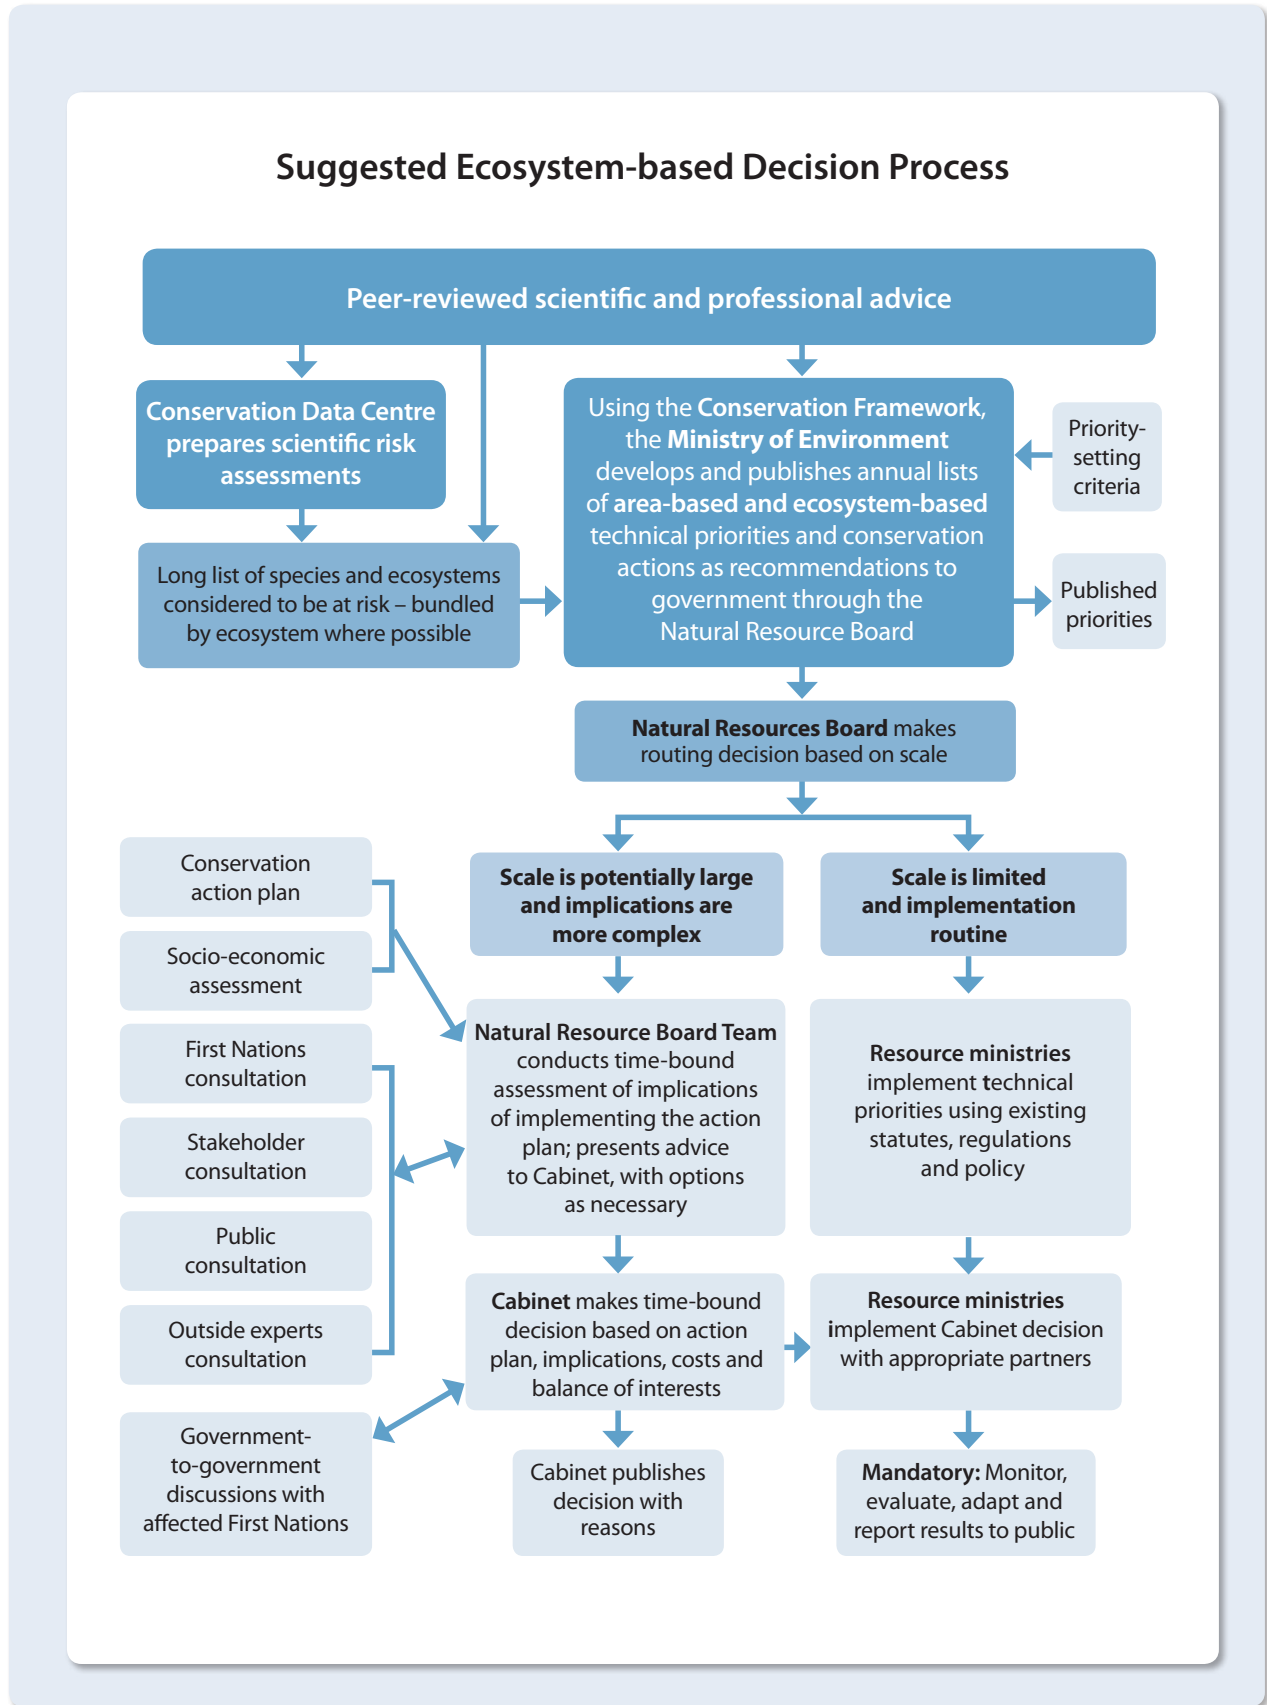 Suggested Ecosystem-based Decision Process
Peer-reviewed scientific and professional advice
Conservation Data Centre
prepares scientific risk
assessments
Using the Conservation Framework,
the Ministry of Environment
develops and publishes annual lists
of area-based and ecosystem-based
technical priorities and conservation
actions as recommendations to
government through the
Natural Resource Board
Priority-
setting
criteria
Long list of species and ecosystems
considered to be at risk – bundled
by ecosystem where possible
Published
priorities
Natural Resources Board makes
routing decision based on scale
Conservation
action plan
Scale is potentially large
and implications are
more complex
Scale is limited
and implementation
routine
Socio-economic
assessment
First Nations
consultation
Stakeholder
consultation
Public
consultation
Outside experts
consultation
Natural Resource Board Team
conducts time-bound
assessment of implications
of implementing the action
plan; presents advice
to Cabinet, with options
as necessary
Resource ministries
implement technical
priorities using existing
statutes, regulations
and policy
Cabinet makes time-bound
decision based on action
plan, implications, costs and
balance of interests
Resource ministries
implement Cabinet decision
with appropriate partners
Government-
to-government
discussions with
affected First Nations
Cabinet publishes
decision with
reasons
Mandatory: Monitor,
evaluate, adapt and
report results to public